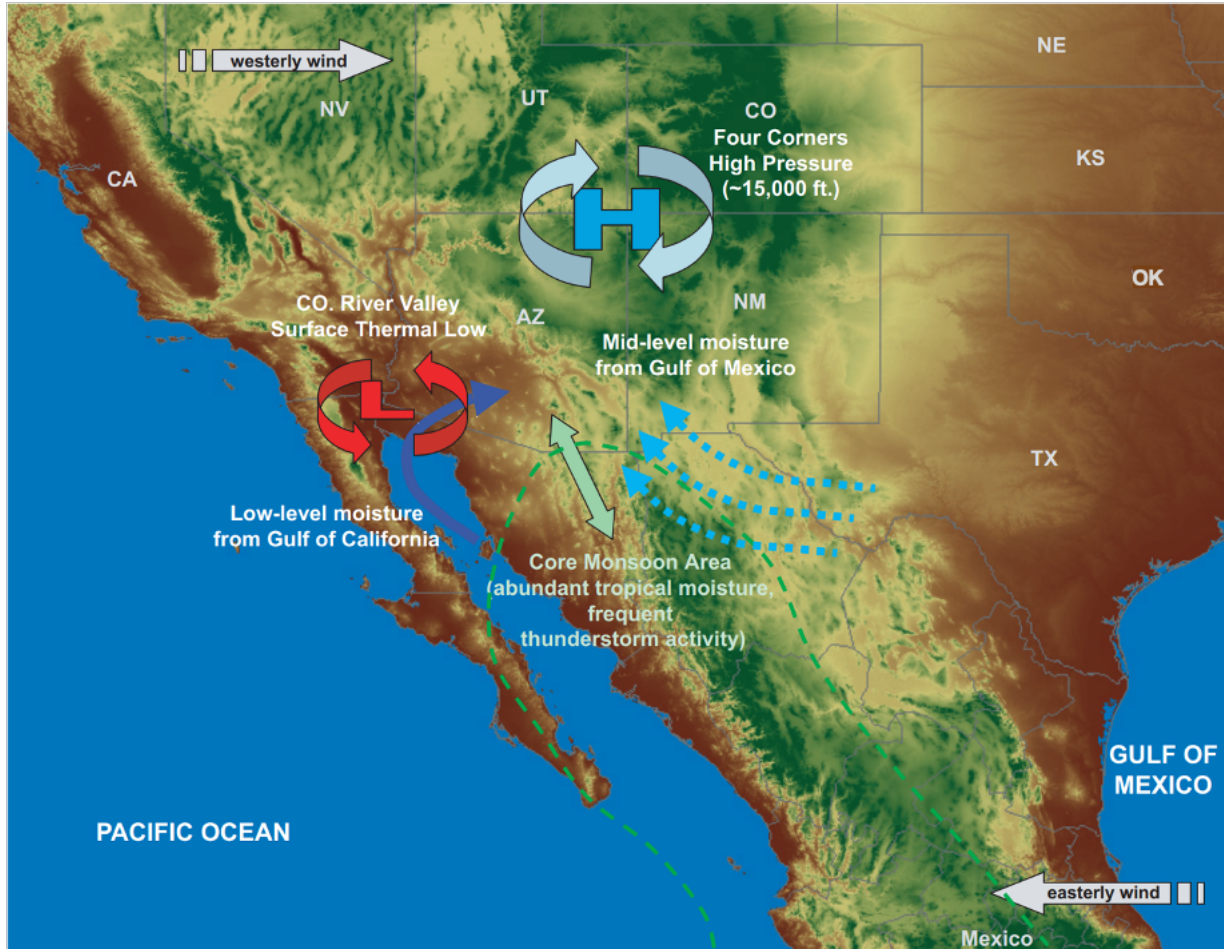 westerly wind
NE
NV
UT
CO
Four Corners
High Pressure
(~15,000 ft.)
KS
CA
H
OK
CO. River Valley
Surface Thermal Low
AZ
NM
Mid-level moisture
from Gulf of Mexico
L
TX
Low-level moisture
from Gulf of California
Core Monsoon Area
(abundant tropical moisture,
frequent
thunderstorm activity)
GULF OF
MEXICO
PACIFIC OCEAN
easterly wind
Mexico